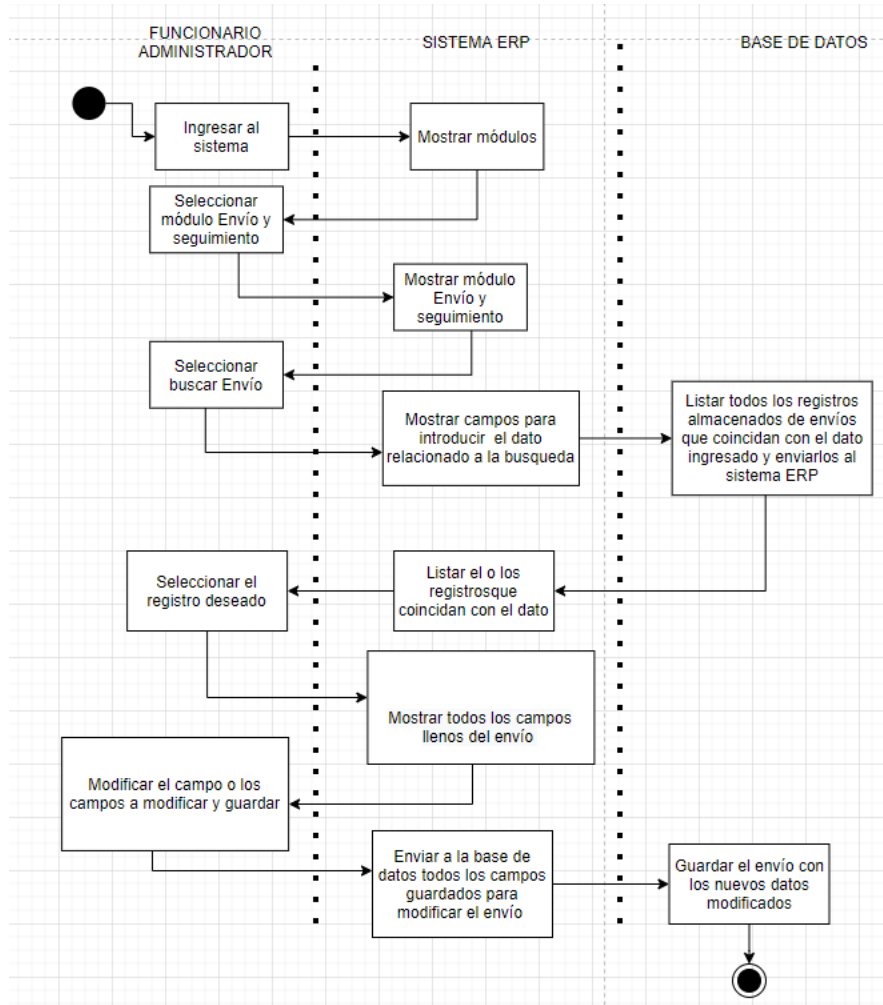 FUNCIONARIO
ADMINISTRADOR
SISTEMA ERP
BASE DE DATOS
Ingresar al
sistema
Mostrar módulos
Seleccionar
módulo Envío y
seguimiento
Mostrar módulo
Envío y
seguimiento
Seleccionar
buscar Envío
Mostrar campos para
introducir el dato
relacionado a la busqueda
Listar todos los registros
almacenados de envíos
que coincidan con el dato
ingresado y enviarlos al
sistema ERP
Listar el o los
registrosque
coincidan con el dato
Seleccionar el
registro deseado
Mostrar todos los campos
llenos del envío
Modificar el campo o los
campos a modificar y guardar
Enviar a la base de
datos todos los campos
guardados para
modificar el envío
Guardar el envío con
los nuevos datos
modificados